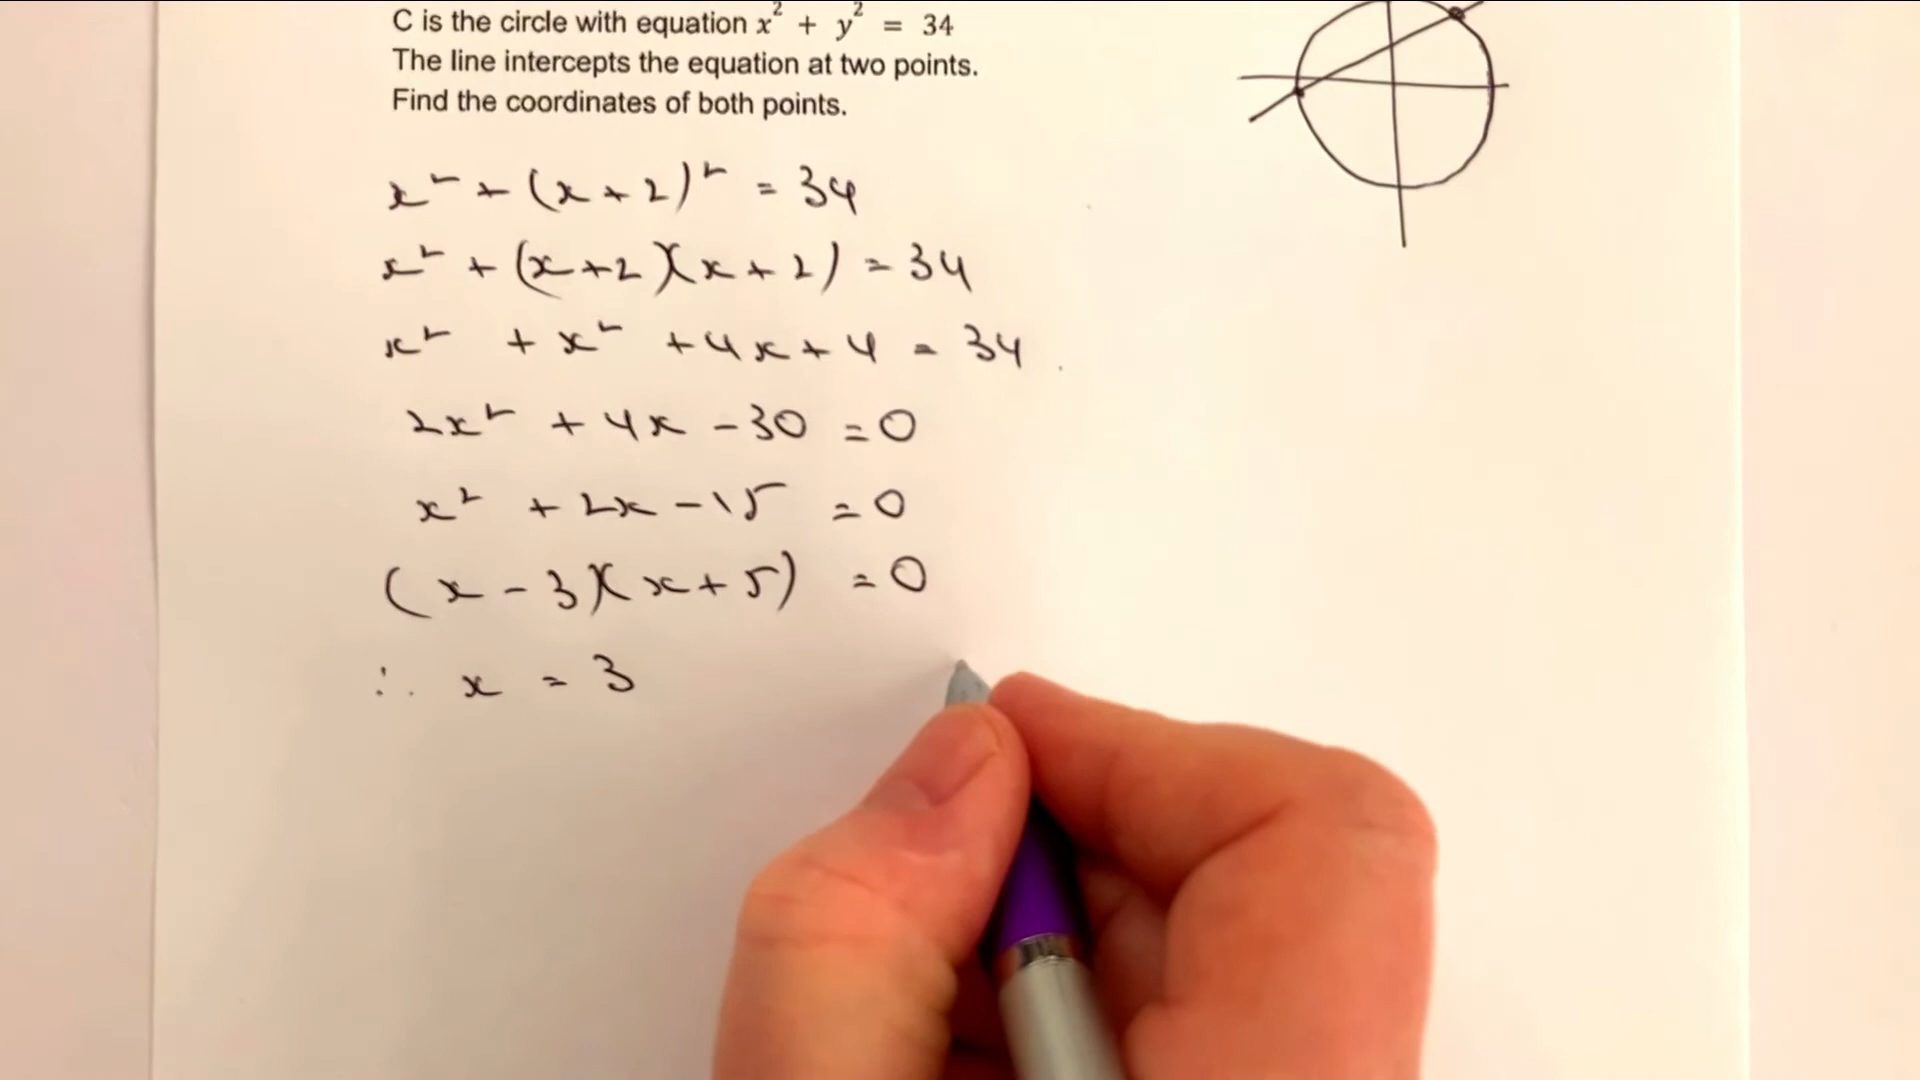 C is the circle with equation x² + y² = 34
The line intercepts the equation at two points.
Find the coordinates of both points.
x² + (x+2)² = 34
x² + (x+2)(x+2) = 34
x² + x² + 4x + 4 = 34
2x² + 4x - 30 = 0
x² + 2x - 15 = 0
(x - 3)(x + 5) = 0
∴ x = 3